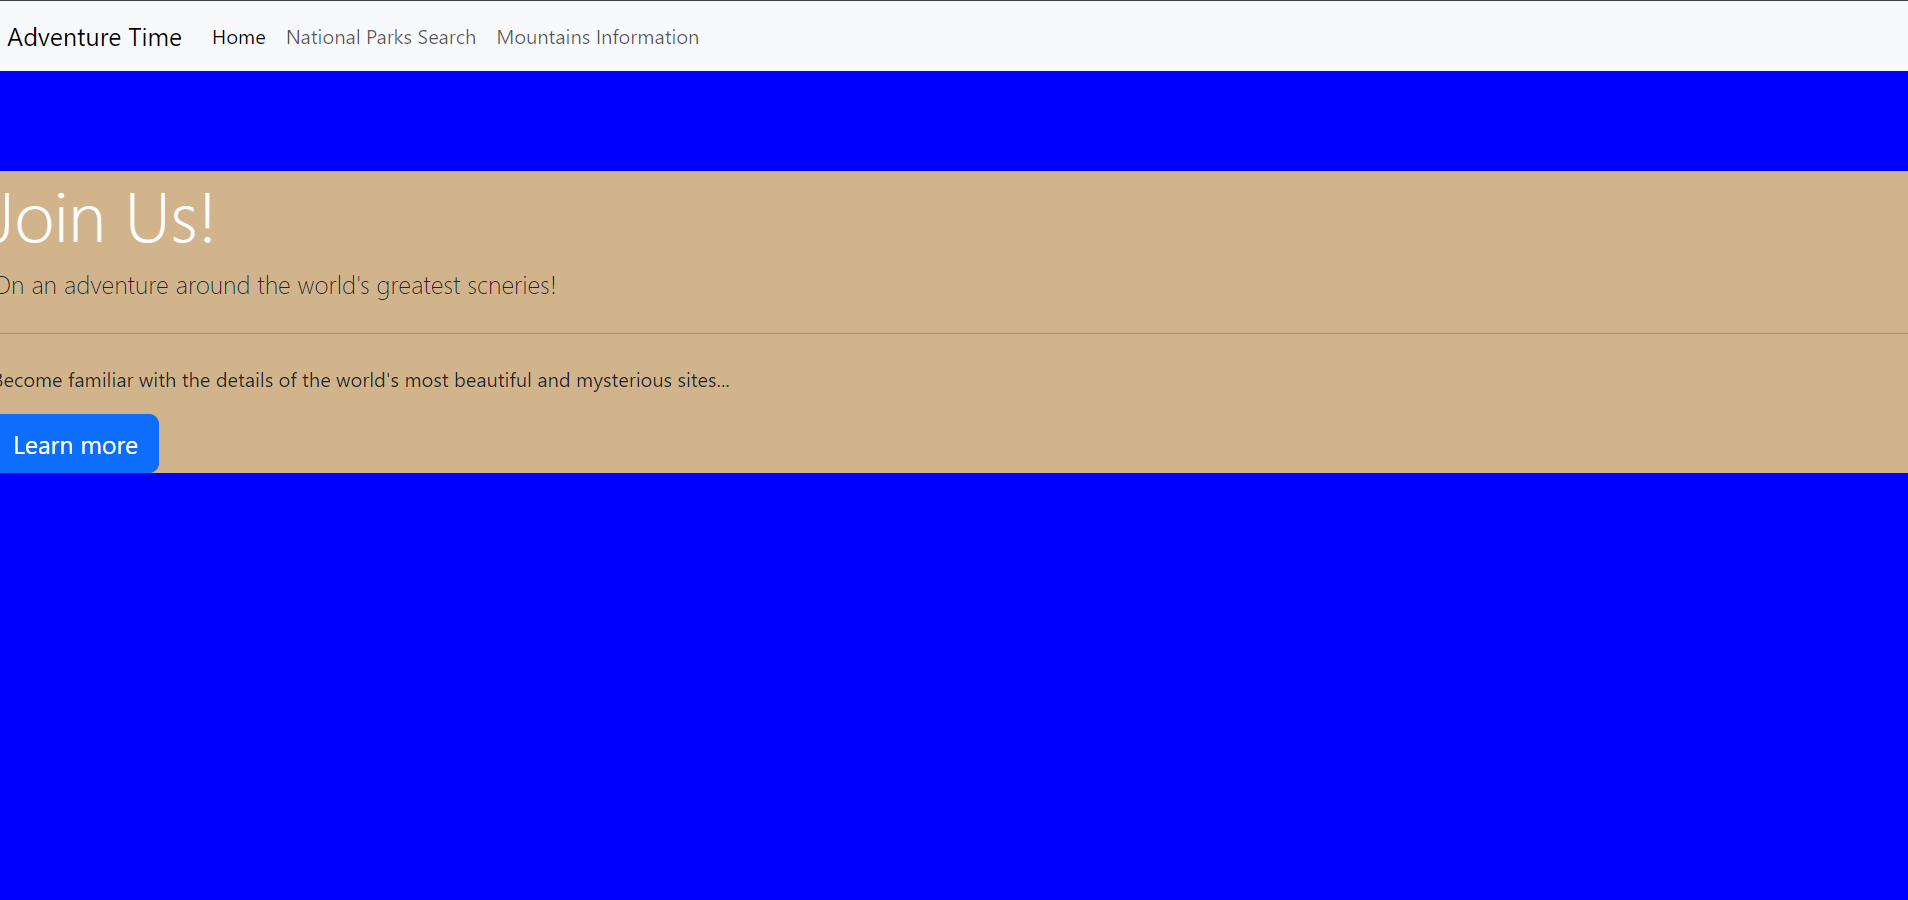 Adventure Time Home National Parks Search Mountains Information
Join Us!
On an adventure around the world's greatest scneries!
Become familiar with the details of the world's most beautiful and mysterious sites...
Learn more